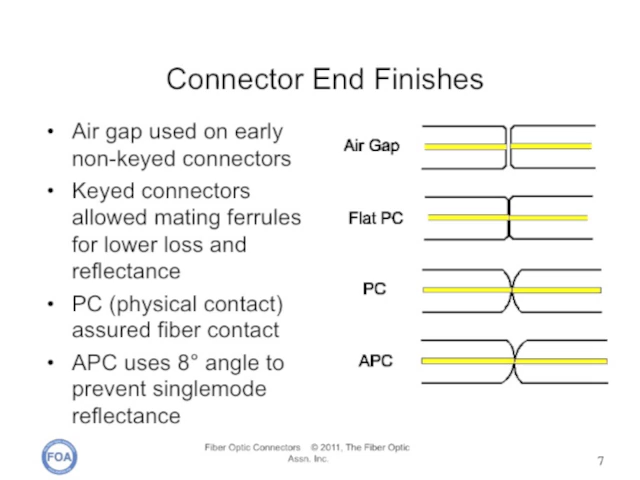 Connector End Finishes
• Air gap used on early
non-keyed connectors
• Keyed connectors
allowed mating ferrules
for lower loss and
reflectance
• PC (physical contact)
assured fiber contact
• APC uses 8° angle to
prevent singlemode
reflectance
Air Gap
Flat PC
PC
APC
FOA
Fiber Optic Connectors © 2011, The Fiber Optic
Assn. Inc.
7